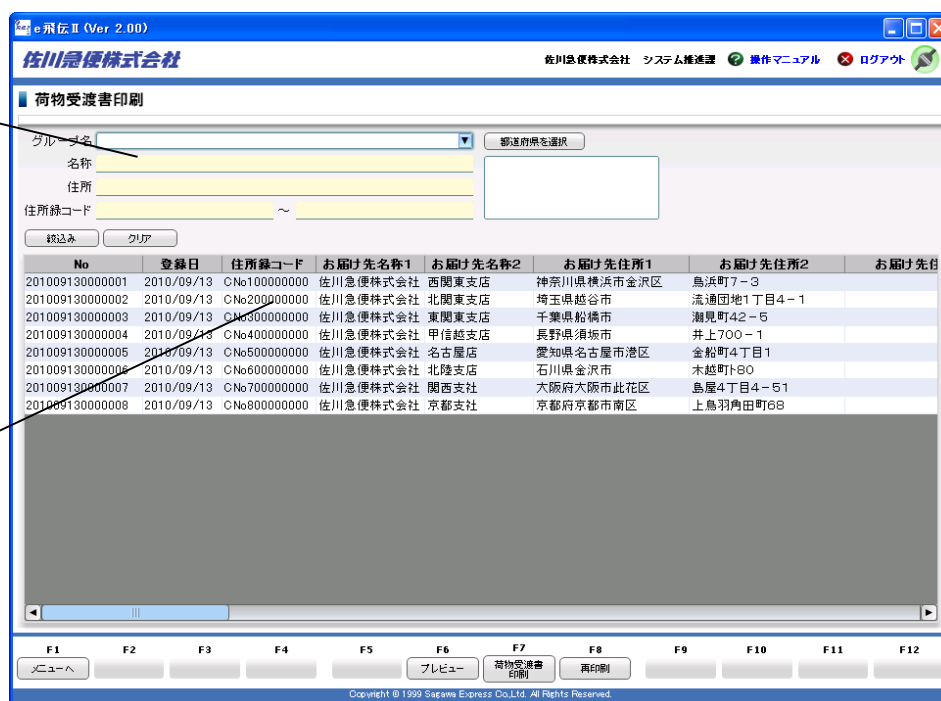 e飛伝Ⅱ (Ver 2.00)
佐川急便株式会社
佐川急便株式会社 システム推進課 操作マニュアル ログアウト
荷物受渡書印刷
グループ名 都道府県を選択
名称
住所
住所録コード ～
絞込み クリア
No 登録日 住所録コード お届け先名称1 お届け先名称2 お届け先住所1 お届け先住所2 お届け先住
201009130000001 2010/09/13 CNo100000000 佐川急便株式会社 西関東支店 神奈川県横浜市金沢区 鳥浜町7－3
201009130000002 2010/09/13 CNo200000000 佐川急便株式会社 北関東支店 埼玉県越谷市 流通団地1丁目4－1
201009130000003 2010/09/13 CNo300000000 佐川急便株式会社 東関東支店 千葉県船橋市 潮見町42－5
201009130000004 2010/09/13 CNo400000000 佐川急便株式会社 甲信越支店 長野県須坂市 井上700－1
201009130000005 2010/09/13 CNo500000000 佐川急便株式会社 名古屋店 愛知県名古屋市港区 金船町4丁目1
201009130000006 2010/09/13 CNo600000000 佐川急便株式会社 北陸支店 石川県金沢市 木越町ト80
201009130000007 2010/09/13 CNo700000000 佐川急便株式会社 関西支社 大阪府大阪市此花区 島屋4丁目4－51
201009130000008 2010/09/13 CNo800000000 佐川急便株式会社 京都支社 京都府京都市南区 上鳥羽角田町68
F1 F2 F3 F4 F5 F6 F7 F8 F9 F10 F11 F12
メニューへ プレビュー 荷物受渡書印刷 再印刷
Copyright © 1999 Sagawa Express Co.,Ltd. All Rights Reserved.